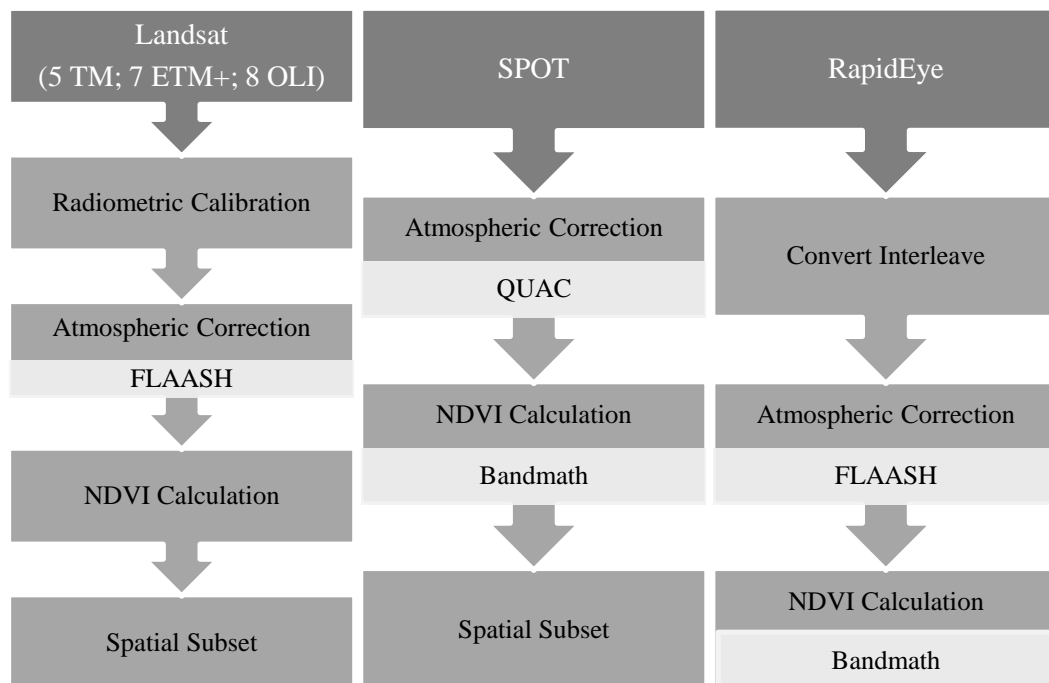 Landsat
(5 TM; 7 ETM+; 8 OLI)
Radiometric Calibration
Atmospheric Correction
FLAASH
NDVI Calculation
Spatial Subset
SPOT
Atmospheric Correction
QUAC
NDVI Calculation
Bandmath
Spatial Subset
RapidEye
Convert Interleave
Atmospheric Correction
FLAASH
NDVI Calculation
Bandmath